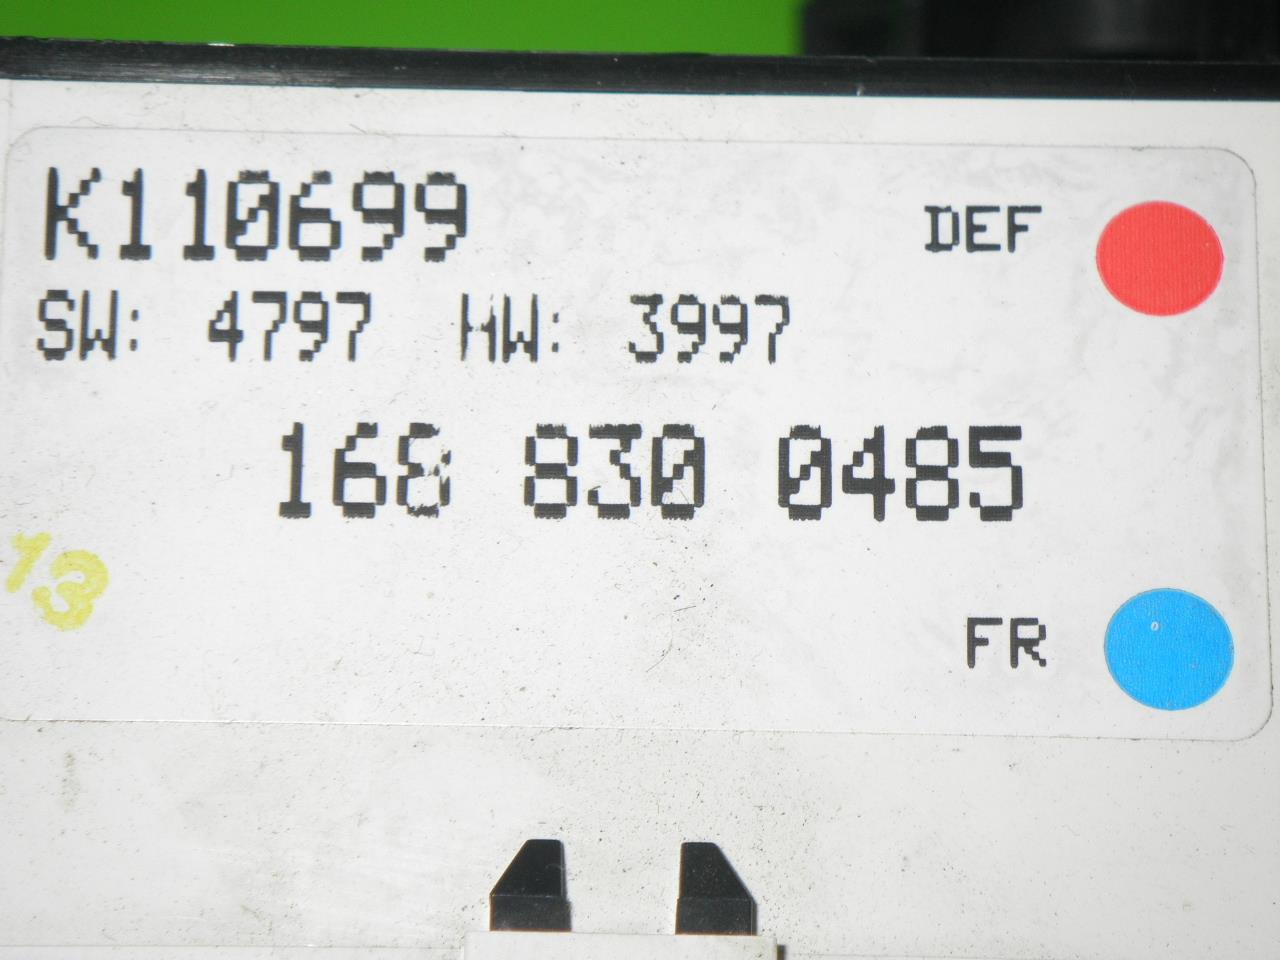 K110699
DEF
SW: 4797 HW: 3997
168 830 0485
13
FR